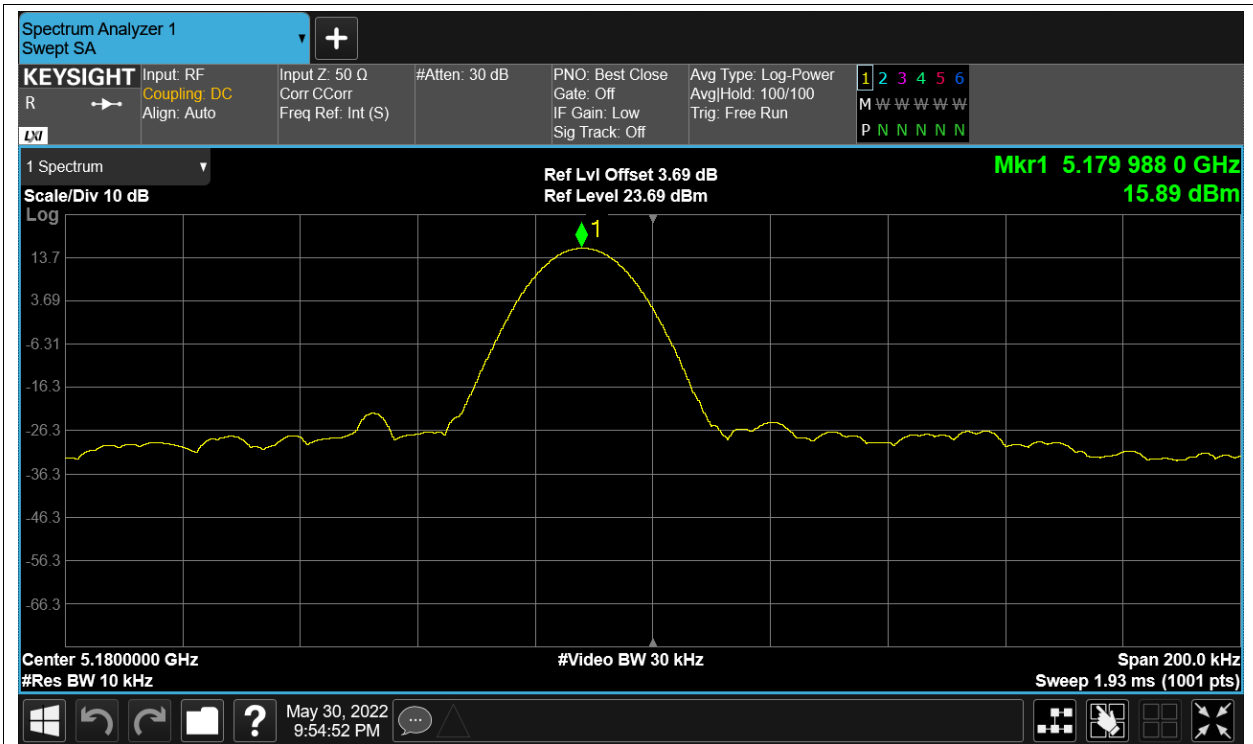 Spectrum Analyzer 1
Swept SA
KEYSIGHT
R
LXI
Input: RF
Coupling: DC
Align: Auto
Input Z: 50 Ω
Corr CCorr
Freq Ref: Int (S)
#Atten: 30 dB
PNO: Best Close
Gate: Off
IF Gain: Low
Sig Track: Off
Avg Type: Log-Power
Avg|Hold: 100/100
Trig: Free Run
1 2 3 4 5 6
M W W W W W
P N N N N N
1 Spectrum
Scale/Div 10 dB
Log
Ref Lvl Offset 3.69 dB
Ref Level 23.69 dBm
Mkr1 5.179 988 0 GHz
15.89 dBm
1
13.7
3.69
-6.31
-16.3
-26.3
-36.3
-46.3
-56.3
-66.3
Center 5.1800000 GHz
#Res BW 10 kHz
#Video BW 30 kHz
Span 200.0 kHz
Sweep 1.93 ms (1001 pts)
?
May 30, 2022
9:54:52 PM